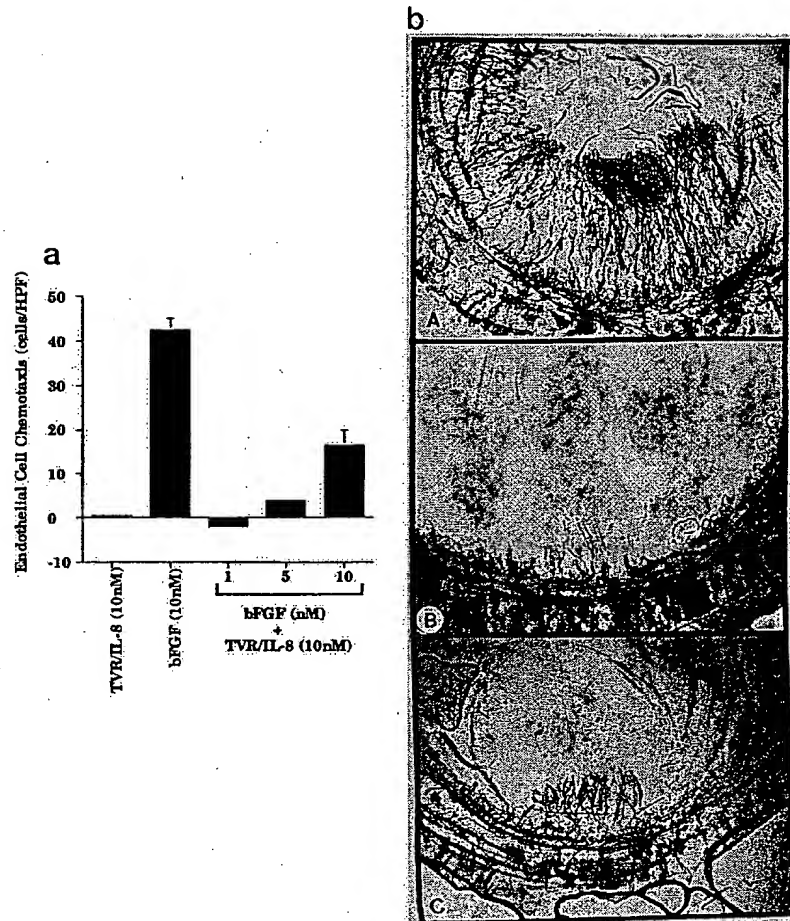 b
a
Endothelial Cell Chemotaxis (cells/HPF)
50
40
30
20
10
0
-10
TVR/IL-8 (10nM)
bFGF (10nM)
1
5
10
bFGF (nM)
+
TVR/IL-8 (10nM)
A
B
C